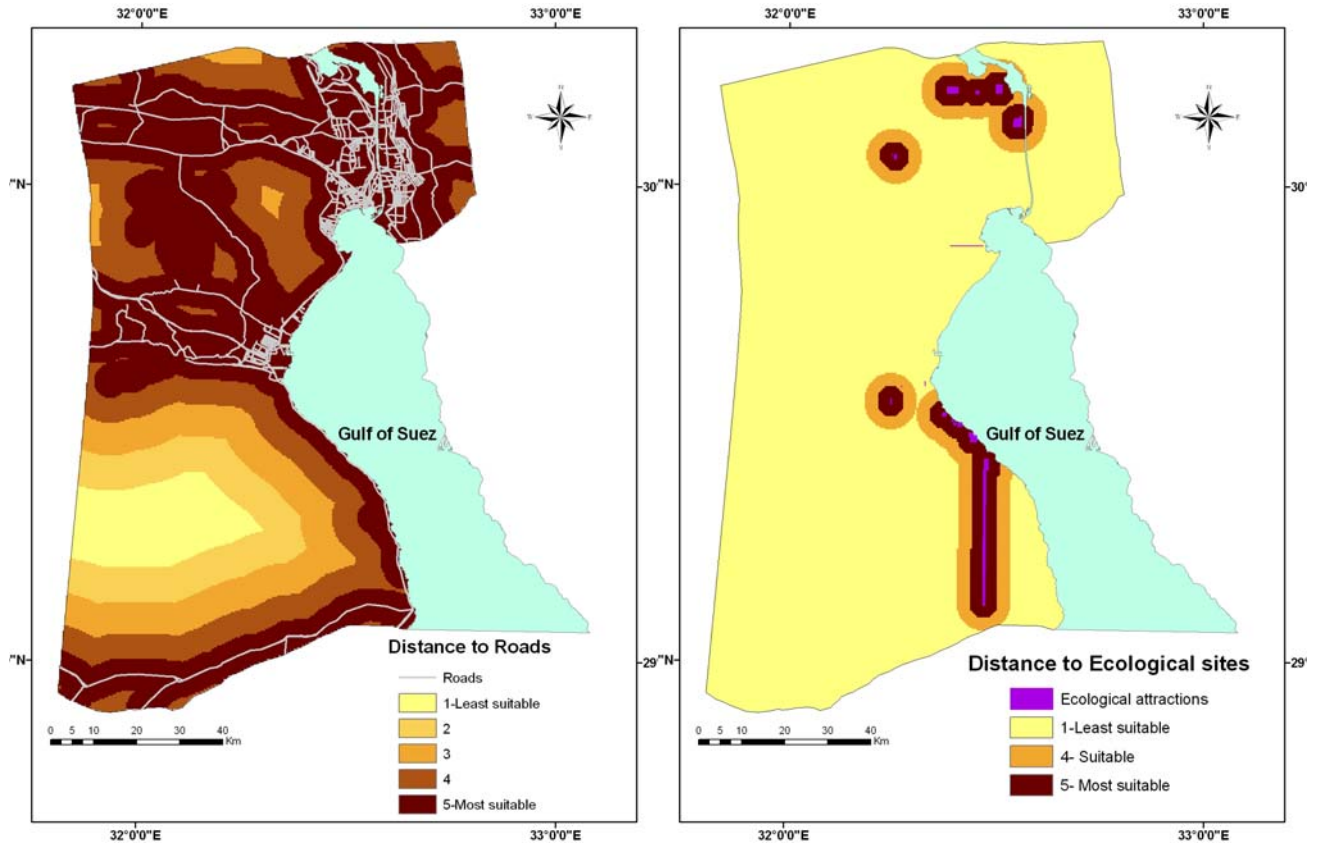 32°0'0"E 33°0'0"E
N
W E
S
"N
30°
Gulf of Suez
"N
29°
Distance to Roads
Roads
1-Least suitable
2
3
4
5-Most suitable
0 5 10 20 30 40
Km
32°0'0"E 33°0'0"E
32°0'0"E 33°0'0"E
"N
30°
Gulf of Suez
"N
29°
Distance to Ecological sites
Ecological attractions
1-Least suitable
4- Suitable
5- Most suitable
0 5 10 20 30 40
Km
32°0'0"E 33°0'0"E